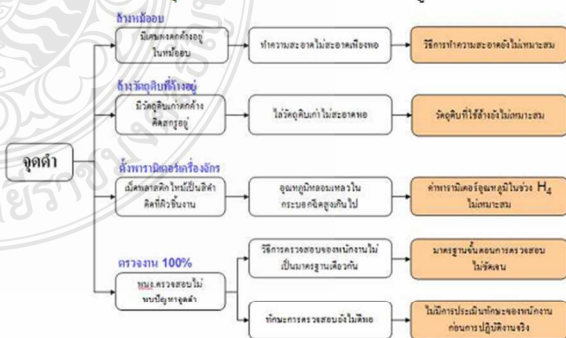 ล้างหม้ออบ
มีเศษผงตกค้างอยู่
ในหม้ออบ
ทำความสะอาดไม่สะอาดเพียงพอ
วิธีการทำความสะอาดยังไม่เหมาะสม
ล้างวัตถุดิบที่ค้างอยู่
มีวัตถุดิบเก่าตกค้าง
ติดสกรูอยู่
ไล่วัตถุดิบเก่าไม่สะอาดพอ
วัตถุดิบที่ใช้ล้างยังไม่เหมาะสม
จุดดำ
ตั้งพารามิเตอร์เครื่องจักร
เม็ดพลาสติกไหม้เป็นสีดำ
ติดที่ผิวชิ้นงาน
อุณหภูมิหลอมเหลวใน
กระบอกฉีดสูงเกินไป
ค่าพารามิเตอร์อุณหภูมิในช่วง H4
ไม่เหมาะสม
ตรวจงาน 100%
พนง.ตรวจสอบไม่
พบปัญหาจุดดำ
วิธีการตรวจสอบของพนักงานไม่
เป็นมาตรฐานเดียวกัน
มาตรฐานขั้นตอนการตรวจสอบ
ไม่ชัดเจน
ทักษะการตรวจสอบยังไม่ดีพอ
ไม่มีการประเมินทักษะของพนักงาน
ก่อนการปฏิบัติงานจริง